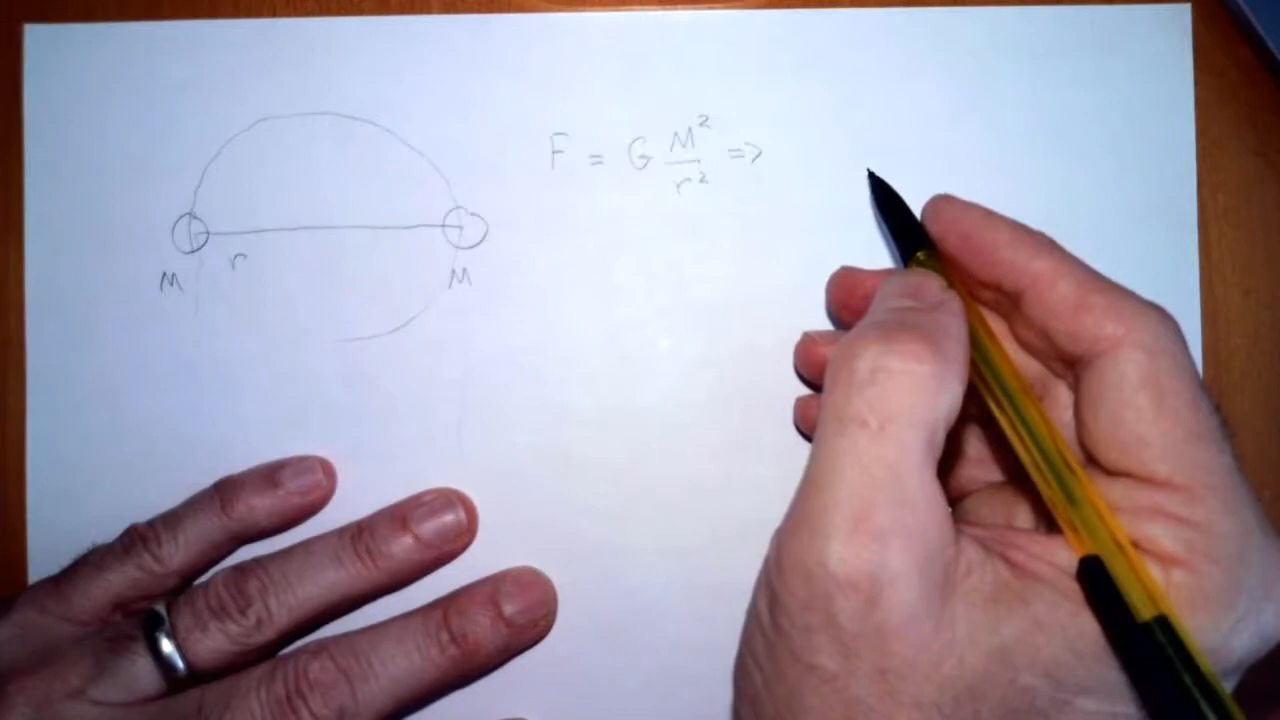 F = G M²/r² =>
r
M M